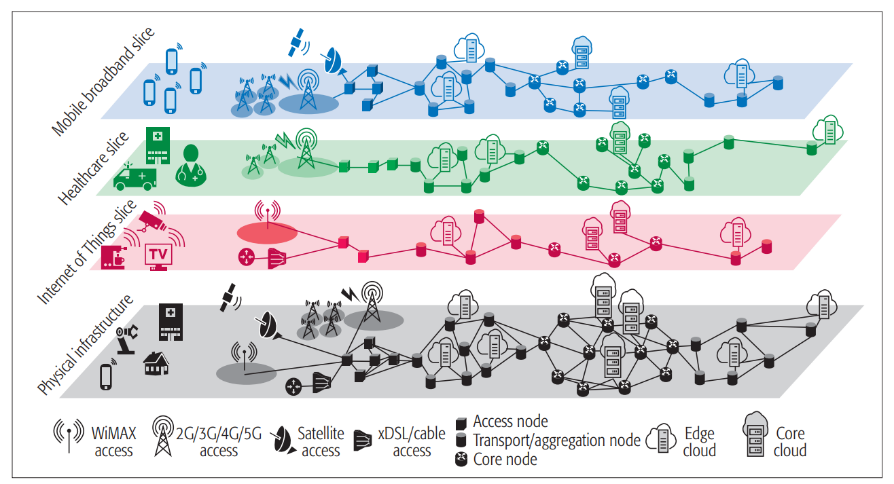 Mobile broadband slice
Healthcare slice
Internet of Things slice
TV
Physical infrastructure
WiMAX
access
2G/3G/4G/5G
access
Satellite
access
xDSL/cable
access
Access node
Transport/aggregation node
Core node
Edge
cloud
Core
cloud